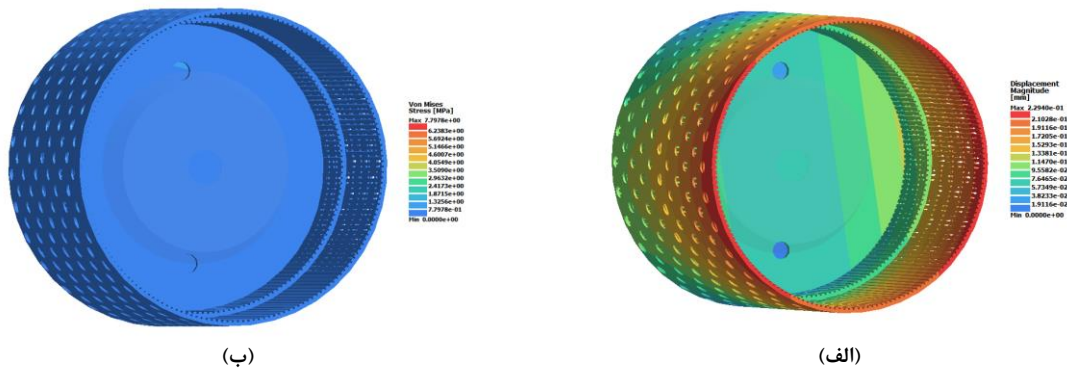 Von Mises
Stress [MPa]
Max 7.7978e+00
6.2383e+00
5.6924e+00
5.1466e+00
4.6007e+00
4.0549e+00
3.5090e+00
2.9632e+00
2.4173e+00
1.8715e+00
1.3256e+00
7.7978e-01
Min 0.0000e+00
(ب)
Displacement
Magnitude
[mm]
Max 2.2940e-01
2.1028e-01
1.9116e-01
1.7205e-01
1.5293e-01
1.3381e-01
1.1470e-01
9.5582e-02
7.6465e-02
5.7349e-02
3.8233e-02
1.9116e-02
Min 0.0000e+00
(الف)